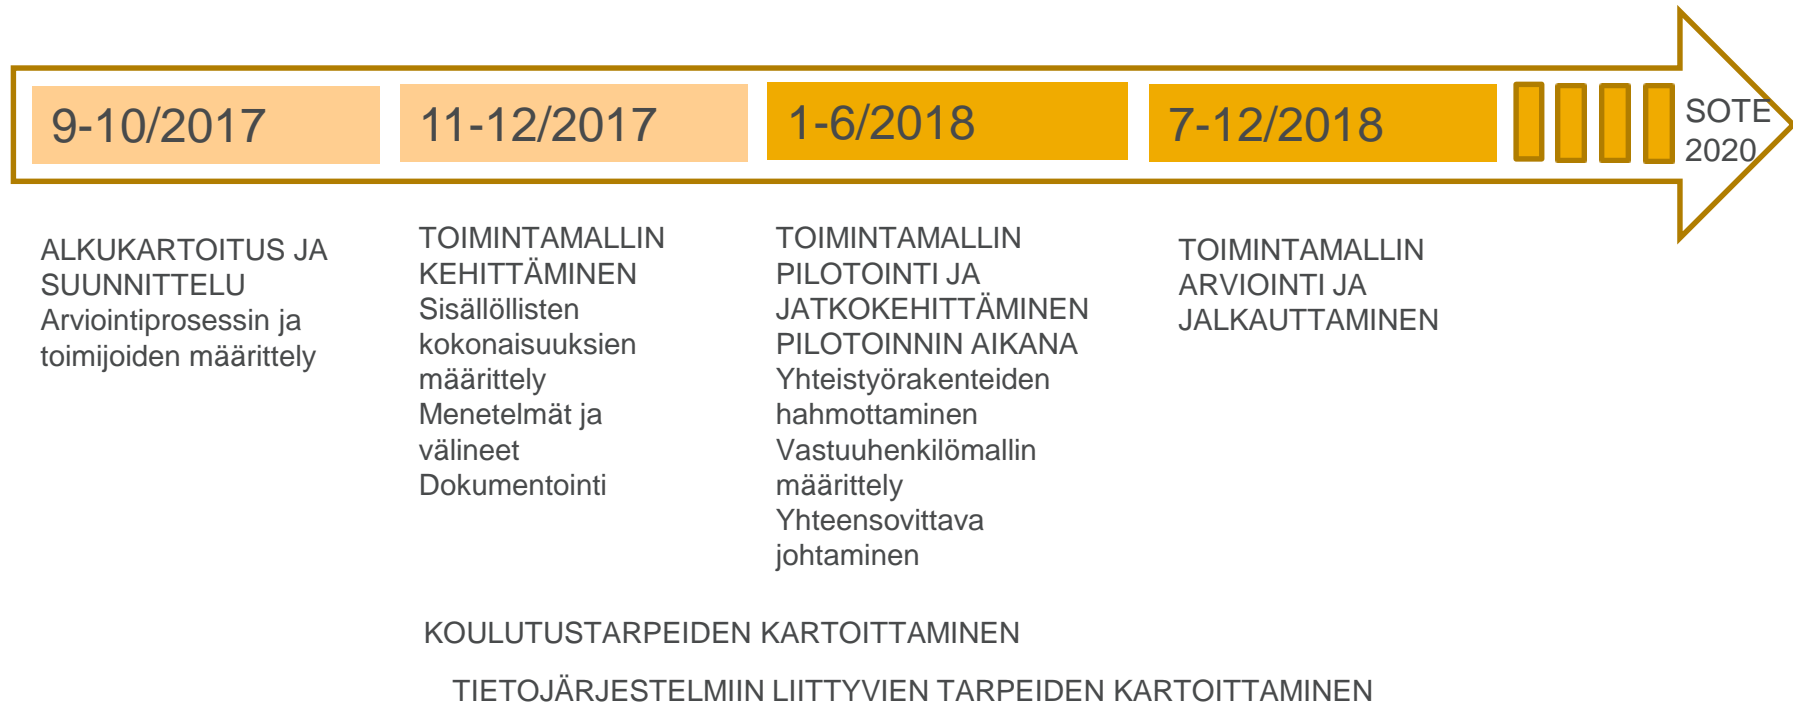 9-10/2017
11-12/2017
1-6/2018
7-12/2018
SOTE
2020
ALKUKARTOITUS JA
SUUNNITTELU
Arviointiprosessin ja
toimijoiden määrittely
TOIMINTAMALLIN
KEHITTÄMINEN
Sisällöllisten
kokonaisuuksien
määrittely
Menetelmät ja
välineet
Dokumentointi
TOIMINTAMALLIN
PILOTOINTI JA
JATKOKEHITTÄMINEN
PILOTOINNIN AIKANA
Yhteistyörakenteiden
hahmottaminen
Vastuuhenkilömallin
määrittely
Yhteensovittava
johtaminen
TOIMINTAMALLIN
ARVIOINTI JA
JALKAUTTAMINEN
KOULUTUSTARPEIDEN KARTOITTAMINEN
TIETOJÄRJESTELMIIN LIITTYVIEN TARPEIDEN KARTOITTAMINEN